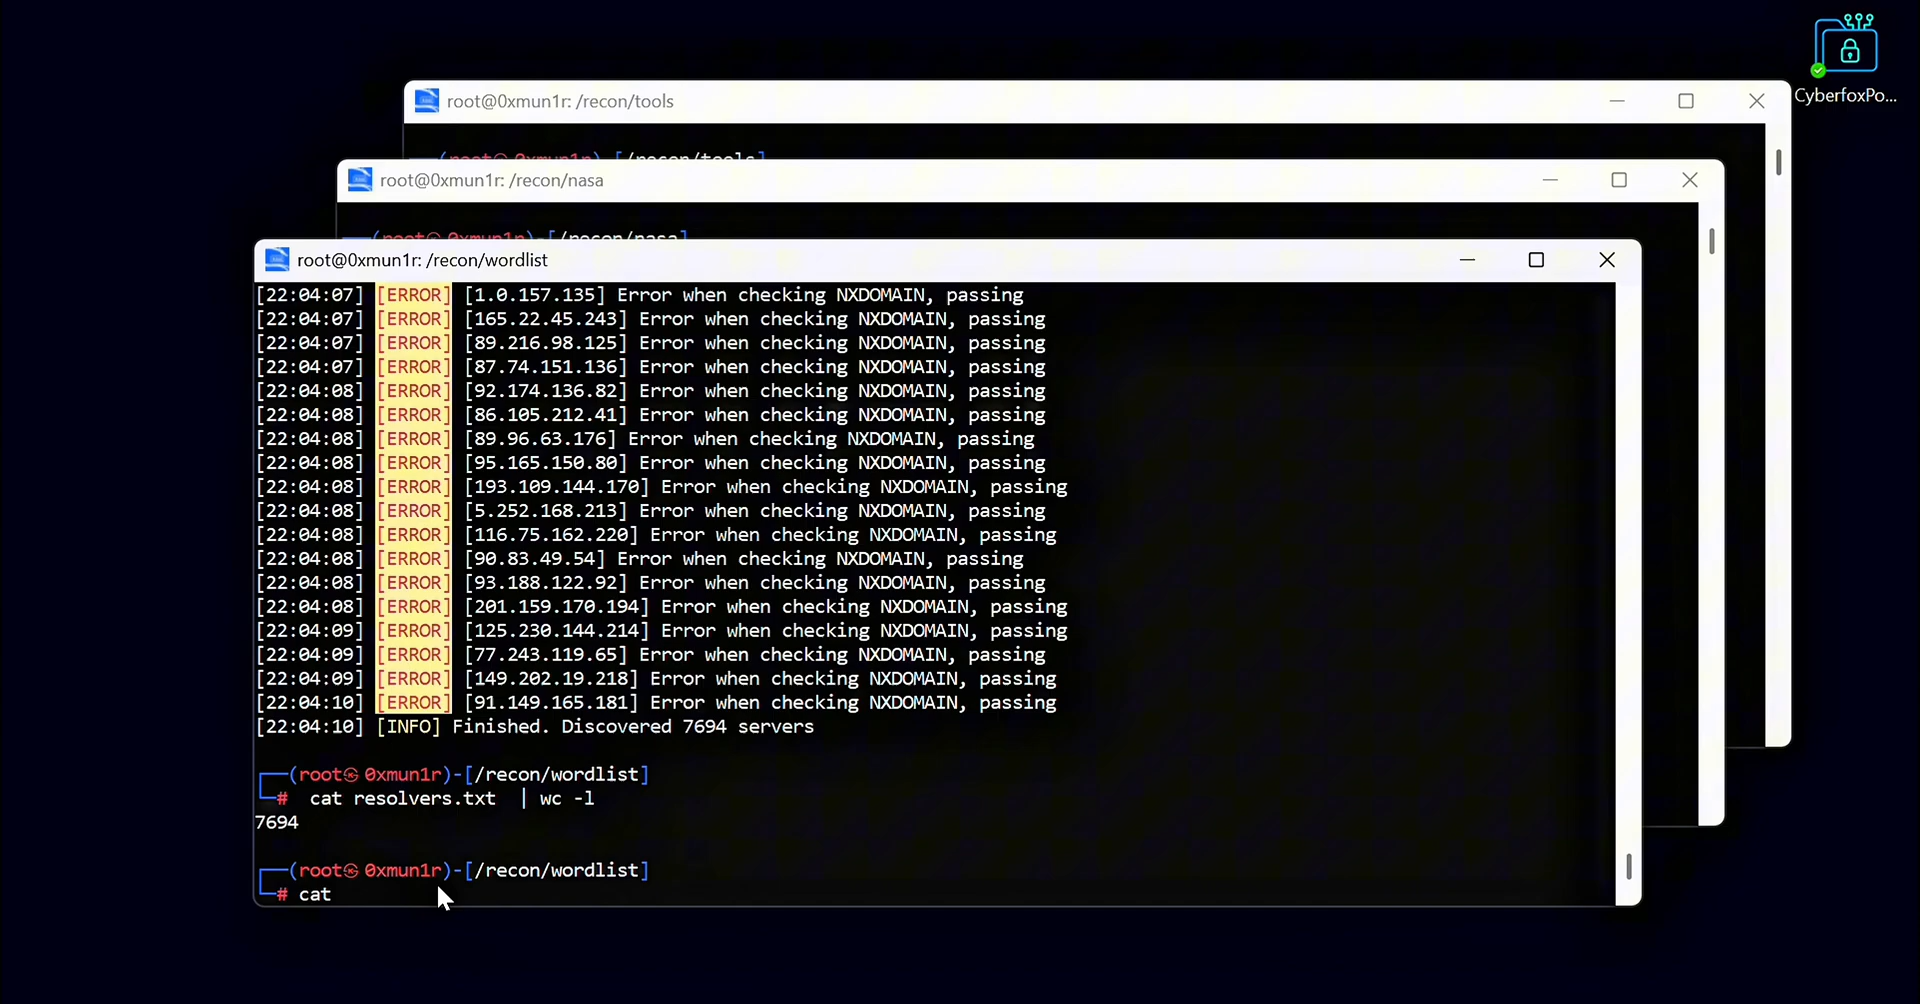 CyberfoxPo...
root@0xmun1r: /recon/tools
(root㉿0xmun1r)-[/recon/tools]
root@0xmun1r: /recon/nasa
(root㉿0xmun1r)-[/recon/nasa]
root@0xmun1r: /recon/wordlist
[22:04:07] [ERROR] [1.0.157.135] Error when checking NXDOMAIN, passing
[22:04:07] [ERROR] [165.22.45.243] Error when checking NXDOMAIN, passing
[22:04:07] [ERROR] [89.216.98.125] Error when checking NXDOMAIN, passing
[22:04:07] [ERROR] [87.74.151.136] Error when checking NXDOMAIN, passing
[22:04:08] [ERROR] [92.174.136.82] Error when checking NXDOMAIN, passing
[22:04:08] [ERROR] [86.105.212.41] Error when checking NXDOMAIN, passing
[22:04:08] [ERROR] [89.96.63.176] Error when checking NXDOMAIN, passing
[22:04:08] [ERROR] [95.165.150.80] Error when checking NXDOMAIN, passing
[22:04:08] [ERROR] [193.109.144.170] Error when checking NXDOMAIN, passing
[22:04:08] [ERROR] [5.252.168.213] Error when checking NXDOMAIN, passing
[22:04:08] [ERROR] [116.75.162.220] Error when checking NXDOMAIN, passing
[22:04:08] [ERROR] [90.83.49.54] Error when checking NXDOMAIN, passing
[22:04:08] [ERROR] [93.188.122.92] Error when checking NXDOMAIN, passing
[22:04:08] [ERROR] [201.159.170.194] Error when checking NXDOMAIN, passing
[22:04:09] [ERROR] [125.230.144.214] Error when checking NXDOMAIN, passing
[22:04:09] [ERROR] [77.243.119.65] Error when checking NXDOMAIN, passing
[22:04:09] [ERROR] [149.202.19.218] Error when checking NXDOMAIN, passing
[22:04:10] [ERROR] [91.149.165.181] Error when checking NXDOMAIN, passing
[22:04:10] [INFO] Finished. Discovered 7694 servers
(root㉿0xmun1r)-[/recon/wordlist]
# cat resolvers.txt | wc -l
7694
(root㉿0xmun1r)-[/recon/wordlist]
# cat